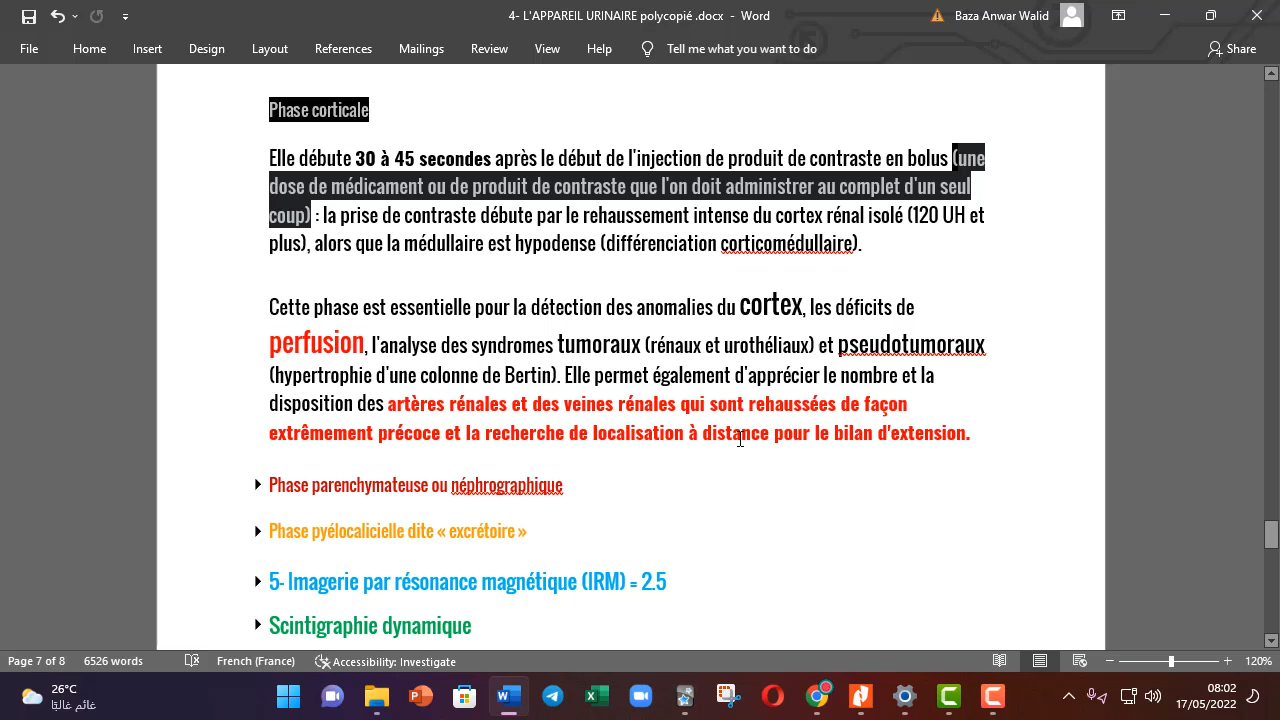 4- L'APPAREIL URINAIRE polycopié .docx - Word
Baza Anwar Walid
File Home Insert Design Layout References Mailings Review View Help Tell me what you want to do Share
Phase corticale
Elle débute 30 à 45 secondes après le début de l'injection de produit de contraste en bolus (une
dose de médicament ou de produit de contraste que l'on doit administrer au complet d'un seul
coup) : la prise de contraste débute par le rehaussement intense du cortex rénal isolé (120 UH et
plus), alors que la médullaire est hypodense (différenciation corticomédullaire).
Cette phase est essentielle pour la détection des anomalies du cortex, les déficits de
perfusion, l'analyse des syndromes tumoraux (rénaux et urothéliaux) et pseudotumoraux
(hypertrophie d'une colonne de Bertin). Elle permet également d'apprécier le nombre et la
disposition des artères rénales et des veines rénales qui sont rehaussées de façon
extrêmement précoce et la recherche de localisation à distance pour le bilan d'extension.
Phase parenchymateuse ou néphrographique
Phase pyélocalicielle dite « excrétoire »
5- Imagerie par résonance magnétique (IRM) = 2.5
Scintigraphie dynamique
Page 7 of 8 6526 words French (France) Accessibility: Investigate 120%
26°C
غائم غالبًا
08:02
17/05/2022